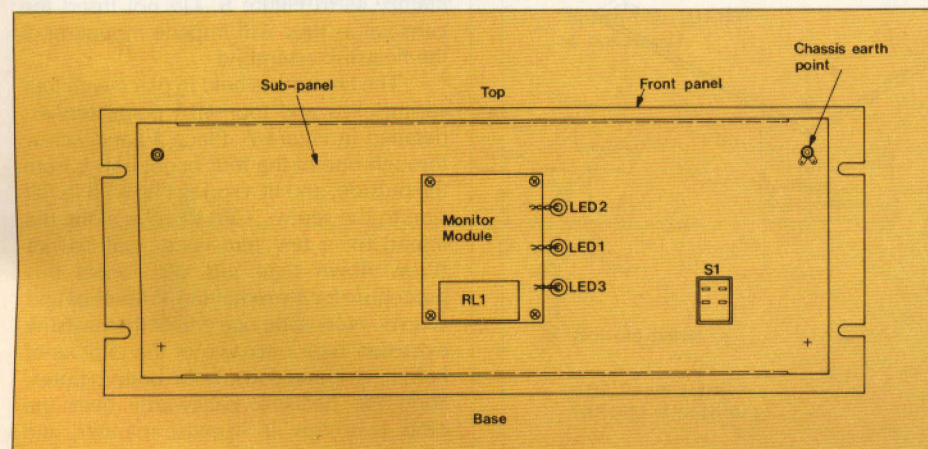 Chassis earth
point
Sub-panel
Top
Front panel
Monitor
Module
LED2
LED1
LED3
RL1
S1
Base